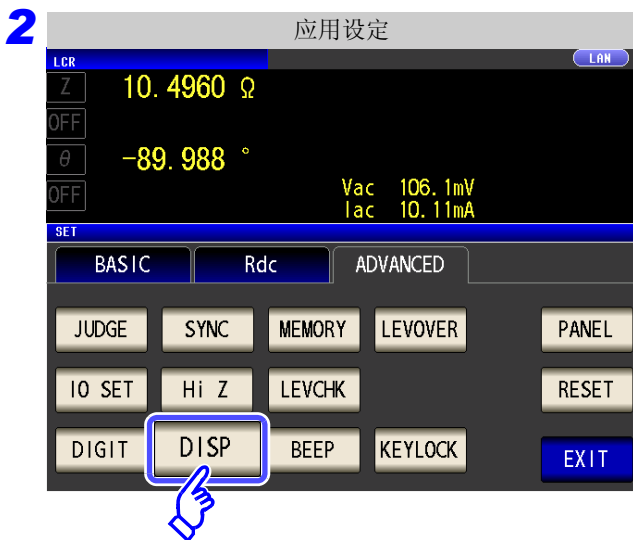 2
应用设定
LCR LAN
Z 10.4960 Ω
OFF
θ -89.988 °
OFF
Vac 106.1mV
Iac 10.11mA
SET
BASIC Rdc ADVANCED
JUDGE SYNC MEMORY LEVOVER PANEL
IO SET Hi Z LEVCHK RESET
DIGIT DISP BEEP KEYLOCK EXIT